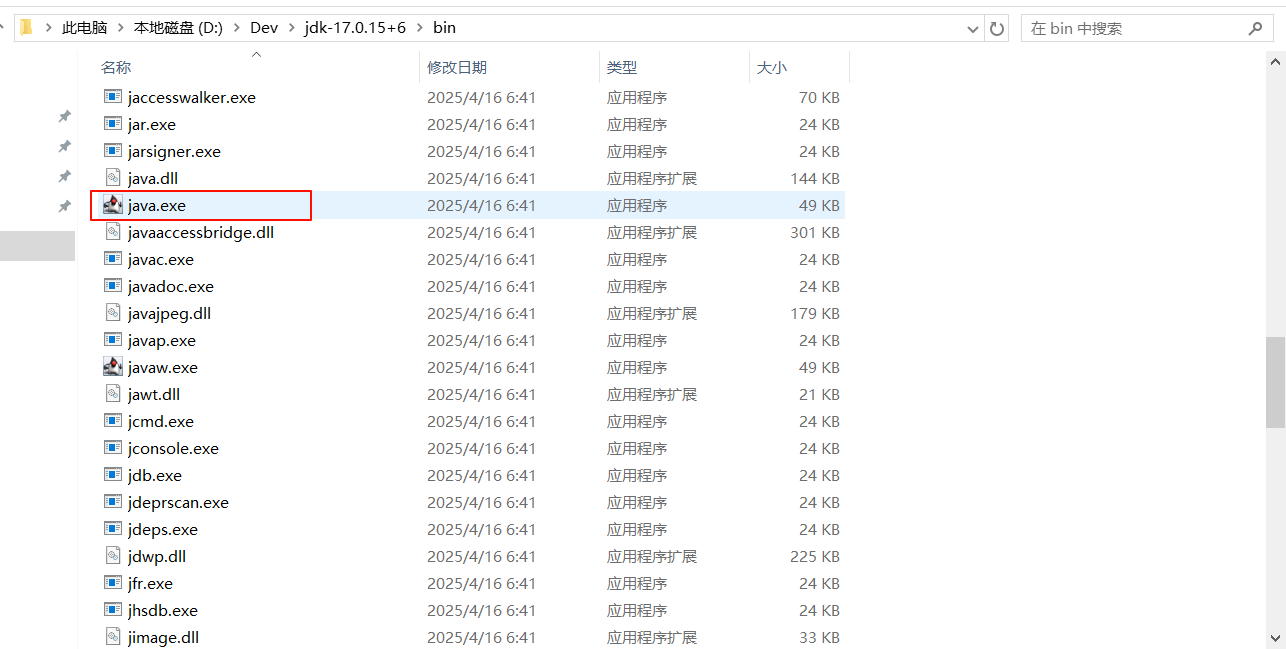 此电脑 > 本地磁盘 (D:) > Dev > jdk-17.0.15+6 > bin 在 bin 中搜索
名称 修改日期 类型 大小
jaccesswalker.exe 2025/4/16 6:41 应用程序 70 KB
jar.exe 2025/4/16 6:41 应用程序 24 KB
jarsigner.exe 2025/4/16 6:41 应用程序 24 KB
java.dll 2025/4/16 6:41 应用程序扩展 144 KB
java.exe 2025/4/16 6:41 应用程序 49 KB
javaaccessbridge.dll 2025/4/16 6:41 应用程序扩展 301 KB
javac.exe 2025/4/16 6:41 应用程序 24 KB
javadoc.exe 2025/4/16 6:41 应用程序 24 KB
javajpeg.dll 2025/4/16 6:41 应用程序扩展 179 KB
javap.exe 2025/4/16 6:41 应用程序 24 KB
javaw.exe 2025/4/16 6:41 应用程序 49 KB
jawt.dll 2025/4/16 6:41 应用程序扩展 21 KB
jcmd.exe 2025/4/16 6:41 应用程序 24 KB
jconsole.exe 2025/4/16 6:41 应用程序 24 KB
jdb.exe 2025/4/16 6:41 应用程序 24 KB
jdeprscan.exe 2025/4/16 6:41 应用程序 24 KB
jdeps.exe 2025/4/16 6:41 应用程序 24 KB
jdwp.dll 2025/4/16 6:41 应用程序扩展 225 KB
jfr.exe 2025/4/16 6:41 应用程序 24 KB
jhsdb.exe 2025/4/16 6:41 应用程序 24 KB
jimage.dll 2025/4/16 6:41 应用程序扩展 33 KB